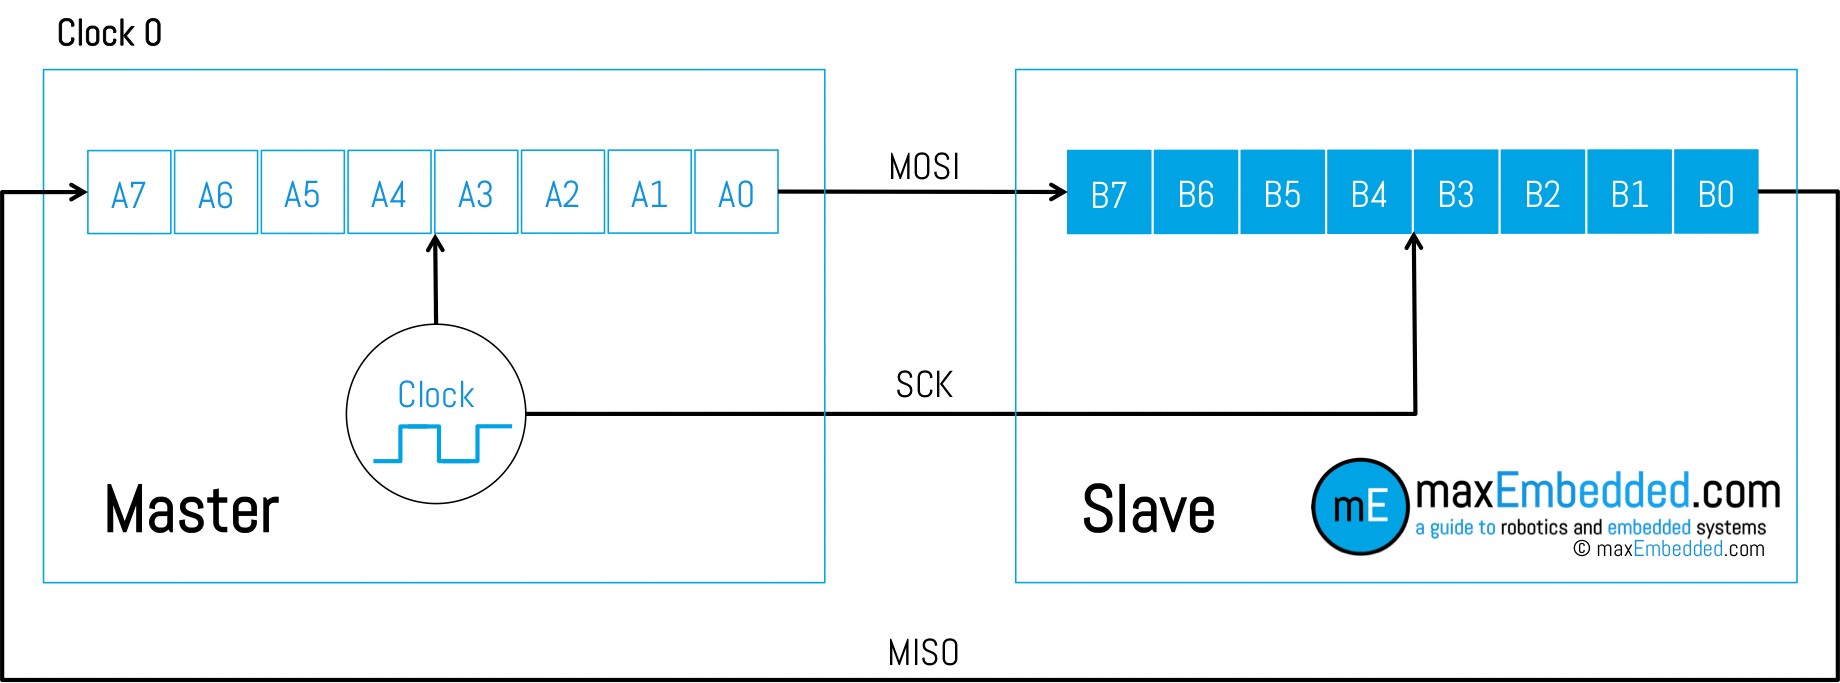 Clock 0
A7 A6 A5 A4 A3 A2 A1 A0
MOSI
B7 B6 B5 B4 B3 B2 B1 B0
Clock
SCK
Master
Slave
mE
maxEmbedded.com
a guide to robotics and embedded systems
© maxEmbedded.com
MISO